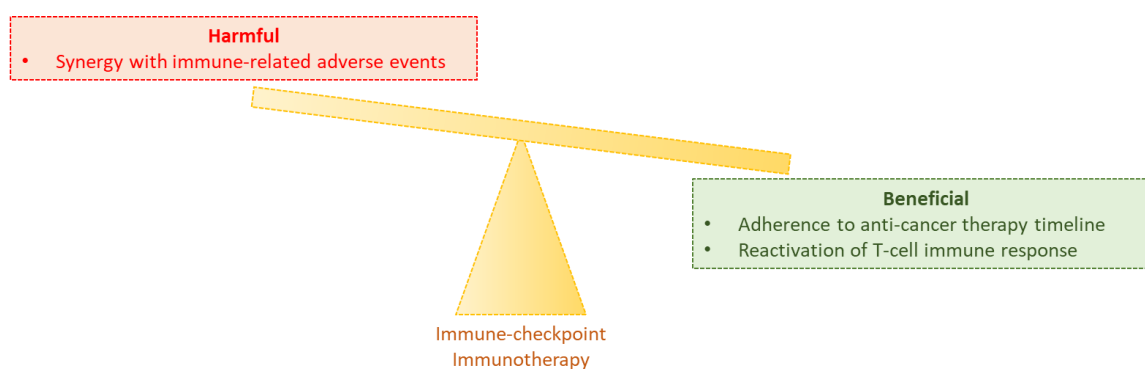 Harmful
• Synergy with immune-related adverse events
Beneficial
• Adherence to anti-cancer therapy timeline
• Reactivation of T-cell immune response
Immune-checkpoint
Immunotherapy